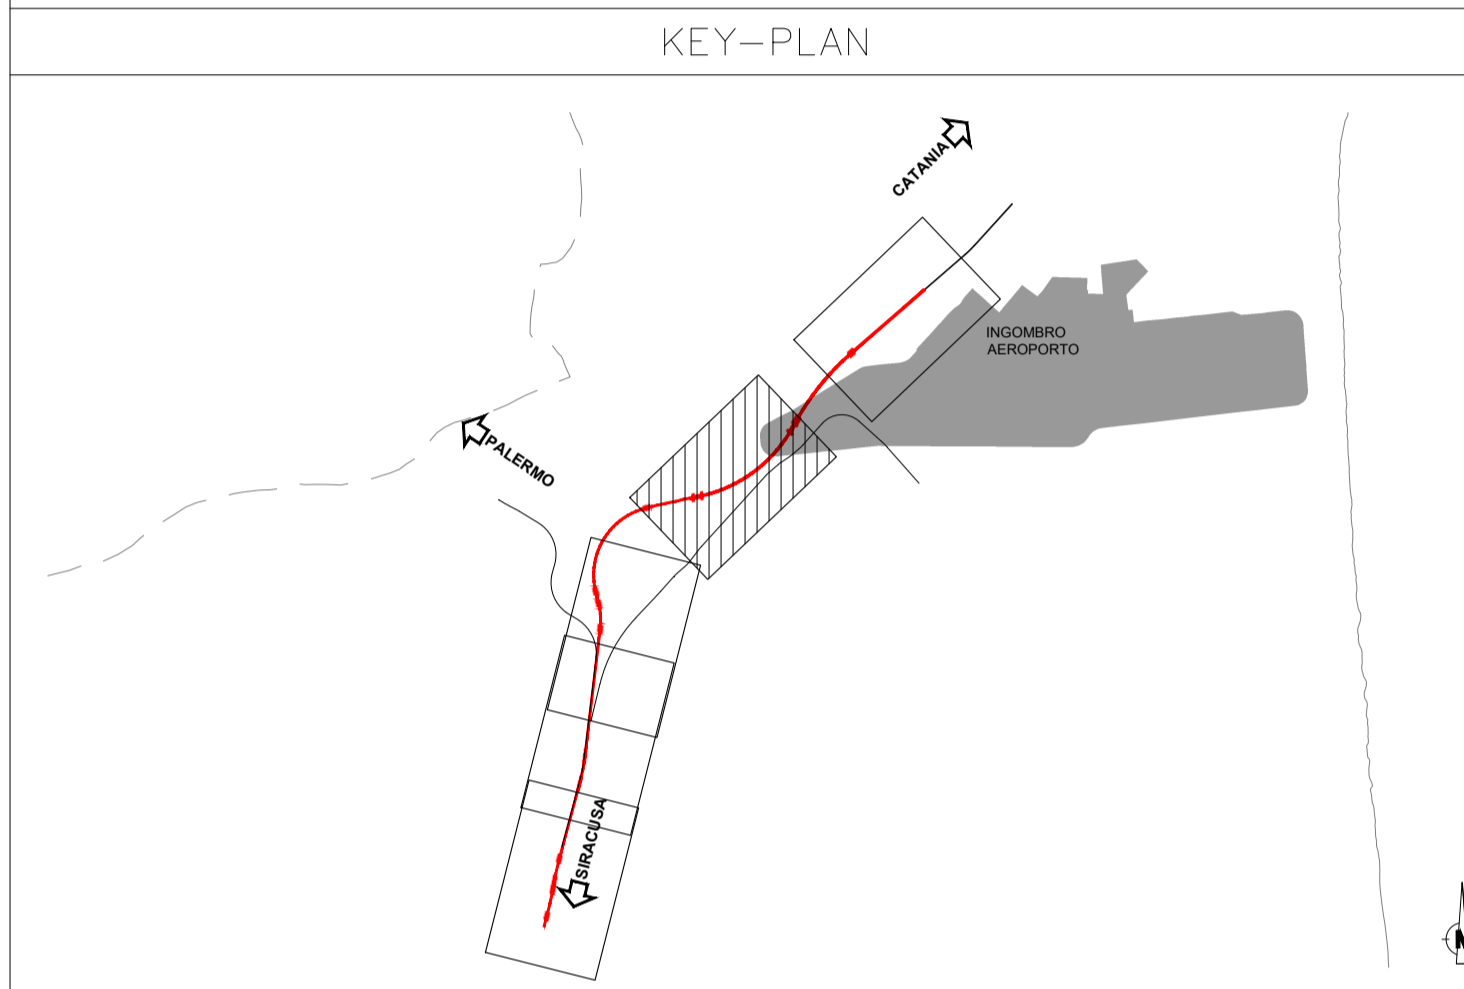 KEY-PLAN
CATANIA
INGOMBRO
AEROPORTO
PALERMO
SIRACUSA
N